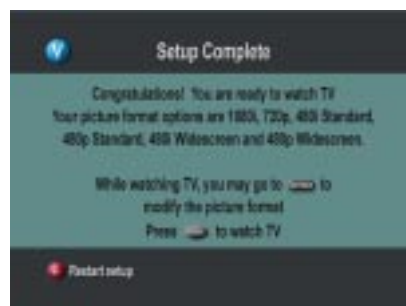 V
Setup Complete
Congratulations! You are ready to watch TV
Your picture format options are 1080i, 720p, 480i Standard,
480p Standard, 480i Widescreen and 480p Widescreen.
While watching TV, you may go to to
modify the picture format
Press to watch TV
Restart setup